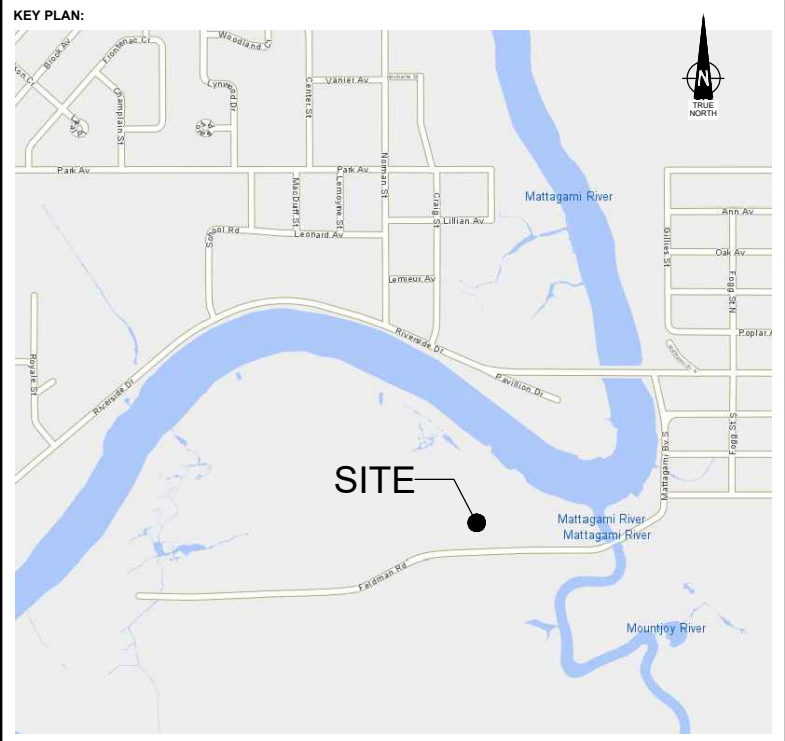 KEY PLAN:
N
TRUE
NORTH
Woodland Cr
Frontenac Cr
Brook Av
Champlain St
Lynwood Dr
Center St
Vanier Av
Norman St
Park Av
Park Av
MacDuff St
Lemoyne St
Craig St
Lillian Av
Leonard Av
Lemieux Av
Mattagami River
Gillies St
Ann Av
Oak Av
Fogg St N
Poplar A
Riverside Dr
Pavillion Dr
Royale St
Riverside Dr
Mattagami Bv S
Fogg St S
SITE
Mattagami River
Mattagami River
Feldman Rd
Mountjoy River